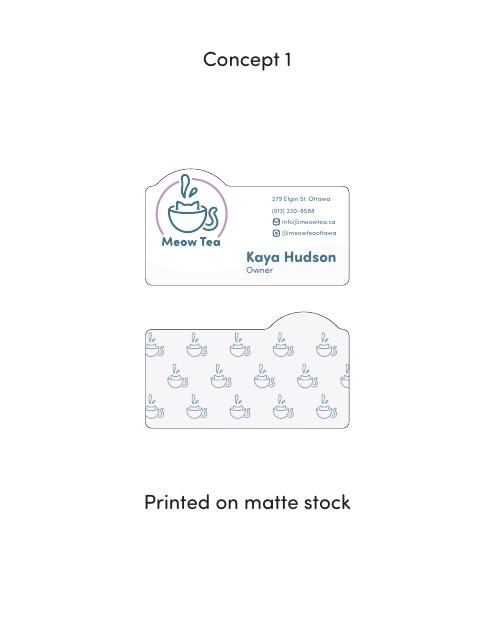 Concept 1
279 Elgin St, Ottawa
(613) 230-8588
info@meowtea.ca
@meowteaottawa
Meow Tea
Kaya Hudson
Owner
Printed on matte stock